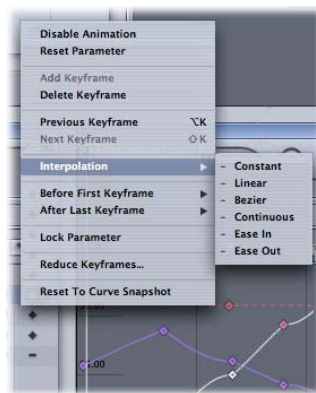 Disable Animation
Reset Parameter
Add Keyframe
Delete Keyframe
Previous Keyframe ⌥K
Next Keyframe ⇧K
Interpolation ▶
- Constant
- Linear
- Bezier
- Continuous
- Ease In
- Ease Out
Before First Keyframe ▶
After Last Keyframe ▶
Lock Parameter
Reduce Keyframes...
Reset To Curve Snapshot